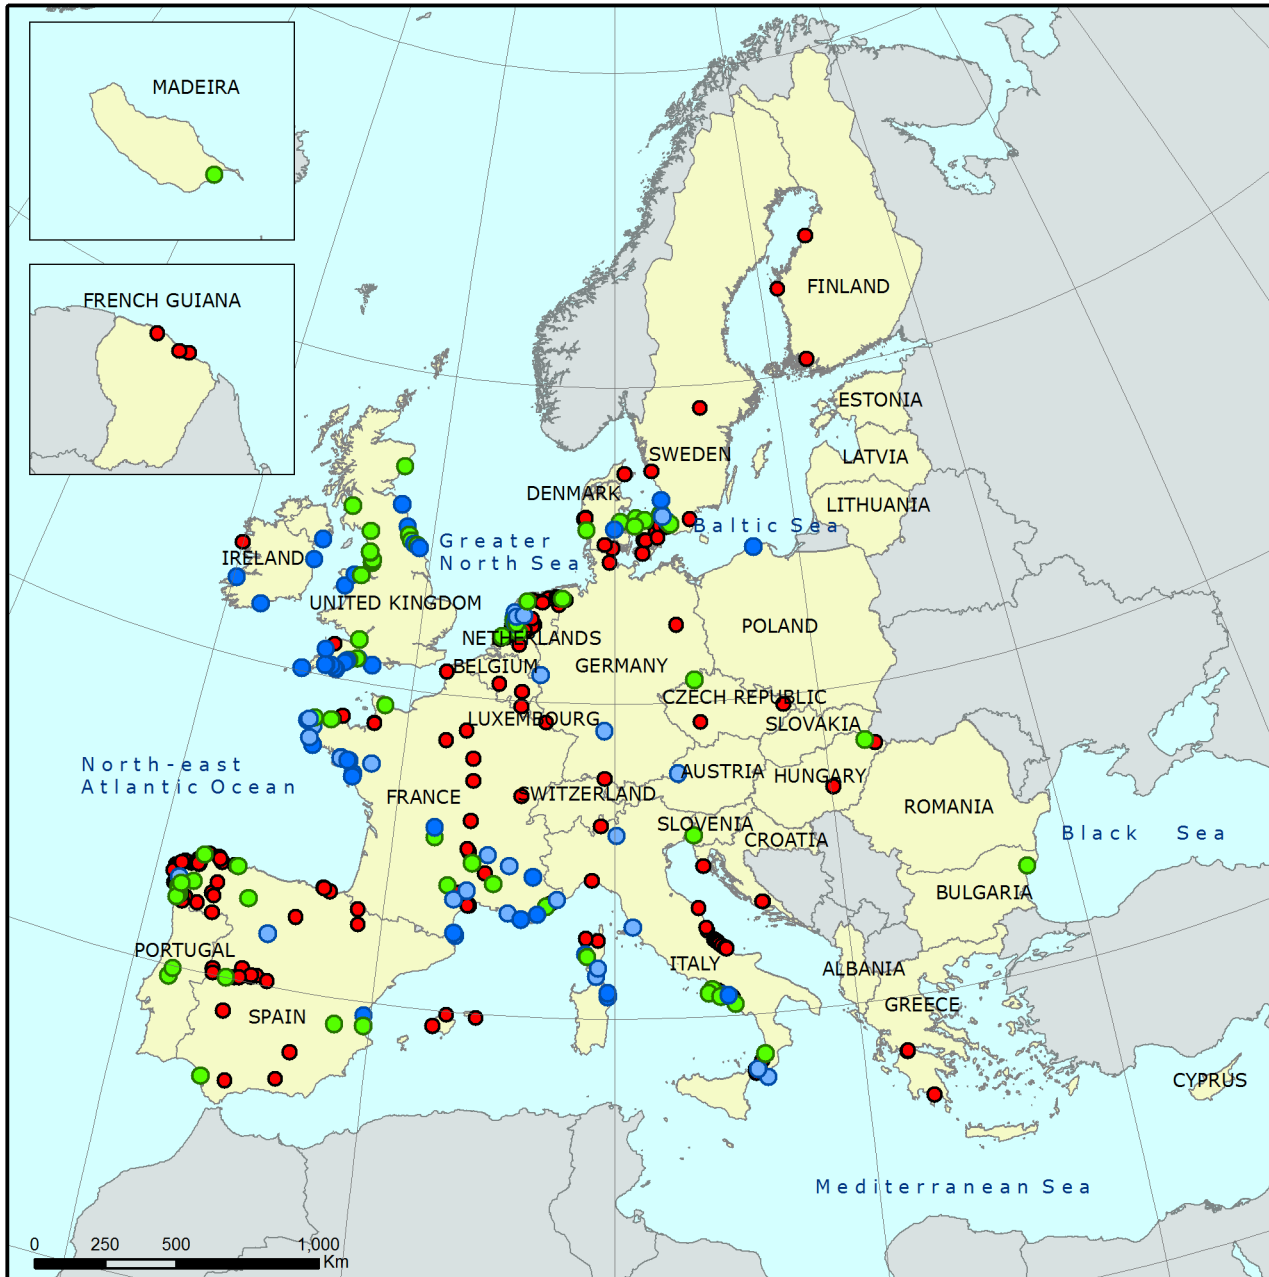 MADEIRA
FRENCH GUIANA
FINLAND
ESTONIA
SWEDEN
LATVIA
DENMARK
LITHUANIA
Baltic Sea
Greater
North Sea
IRELAND
UNITED KINGDOM
POLAND
NETHERLANDS
BELGIUM
GERMANY
CZECH REPUBLIC
LUXEMBOURG
SLOVAKIA
North-east
Atlantic Ocean
AUSTRIA
HUNGARY
FRANCE
SWITZERLAND
ROMANIA
SLOVENIA
CROATIA
Black Sea
BULGARIA
PORTUGAL
ITALY
ALBANIA
GREECE
SPAIN
CYPRUS
Mediterranean Sea
0 250 500 1,000
Km